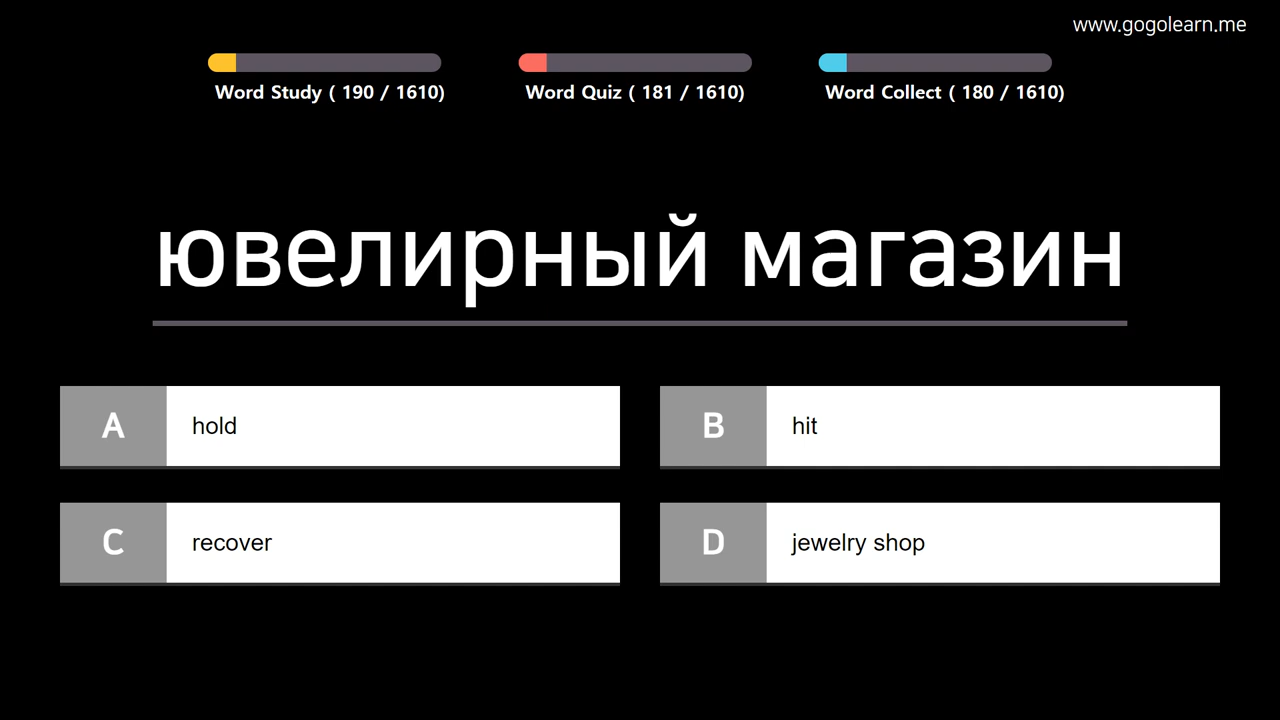 www.gogolearn.me
Word Study ( 190 / 1610)
Word Quiz ( 181 / 1610)
Word Collect ( 180 / 1610)
ювелирный магазин
A hold
B hit
C recover
D jewelry shop